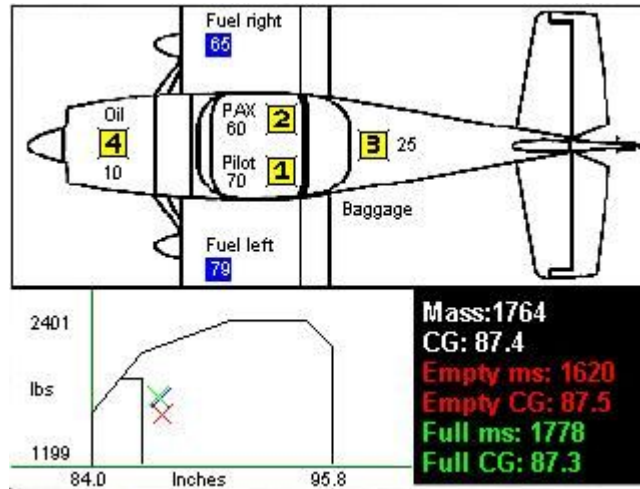 Fuel right
65
Oil
4
10
PAX
60
2
Pilot
70
1
3
25
Baggage
Fuel left
79
2401
lbs
1199
84.0
Inches
95.8
Mass:1764
CG: 87.4
Empty ms: 1620
Empty CG: 87.5
Full ms: 1778
Full CG: 87.3